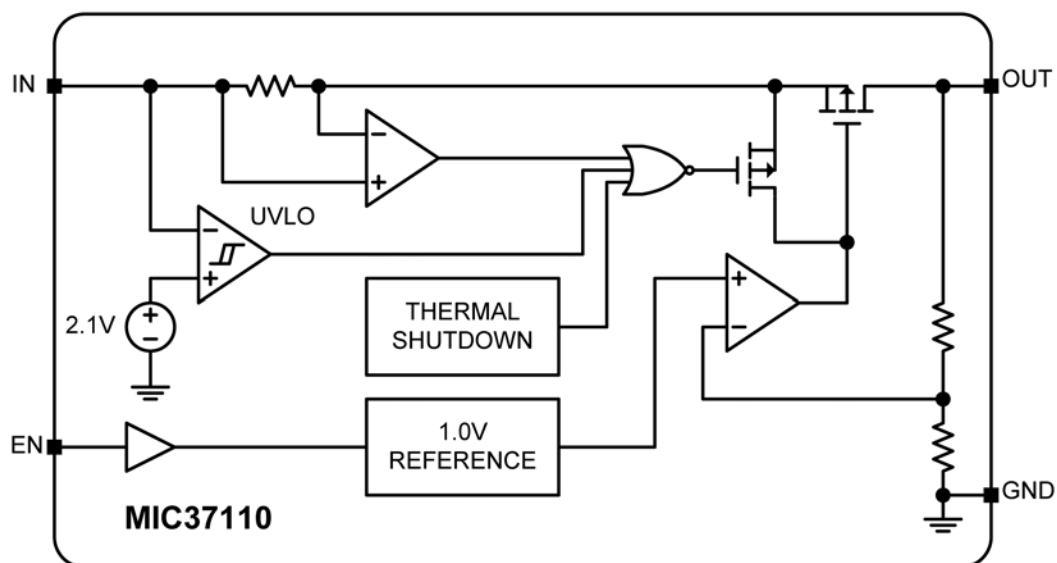 IN
OUT
UVLO
2.1V
THERMAL
SHUTDOWN
EN
1.0V
REFERENCE
GND
MIC37110